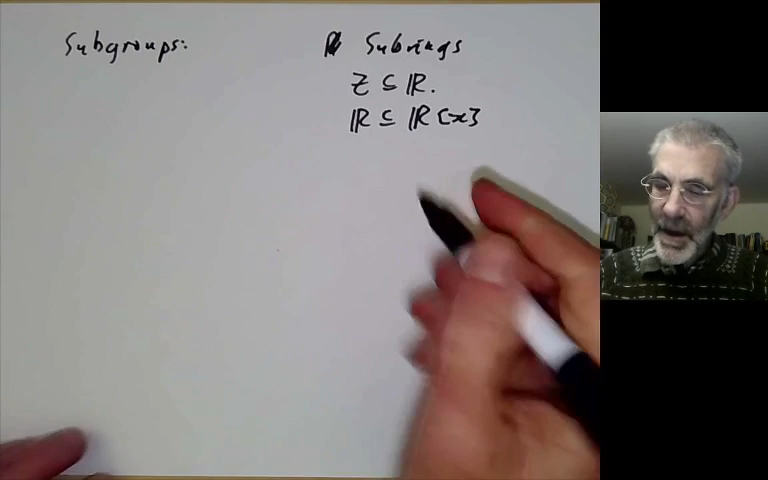 Subgroups:
Subrings
ℤ ⊆ ℝ.
ℝ ⊆ ℝ[x]